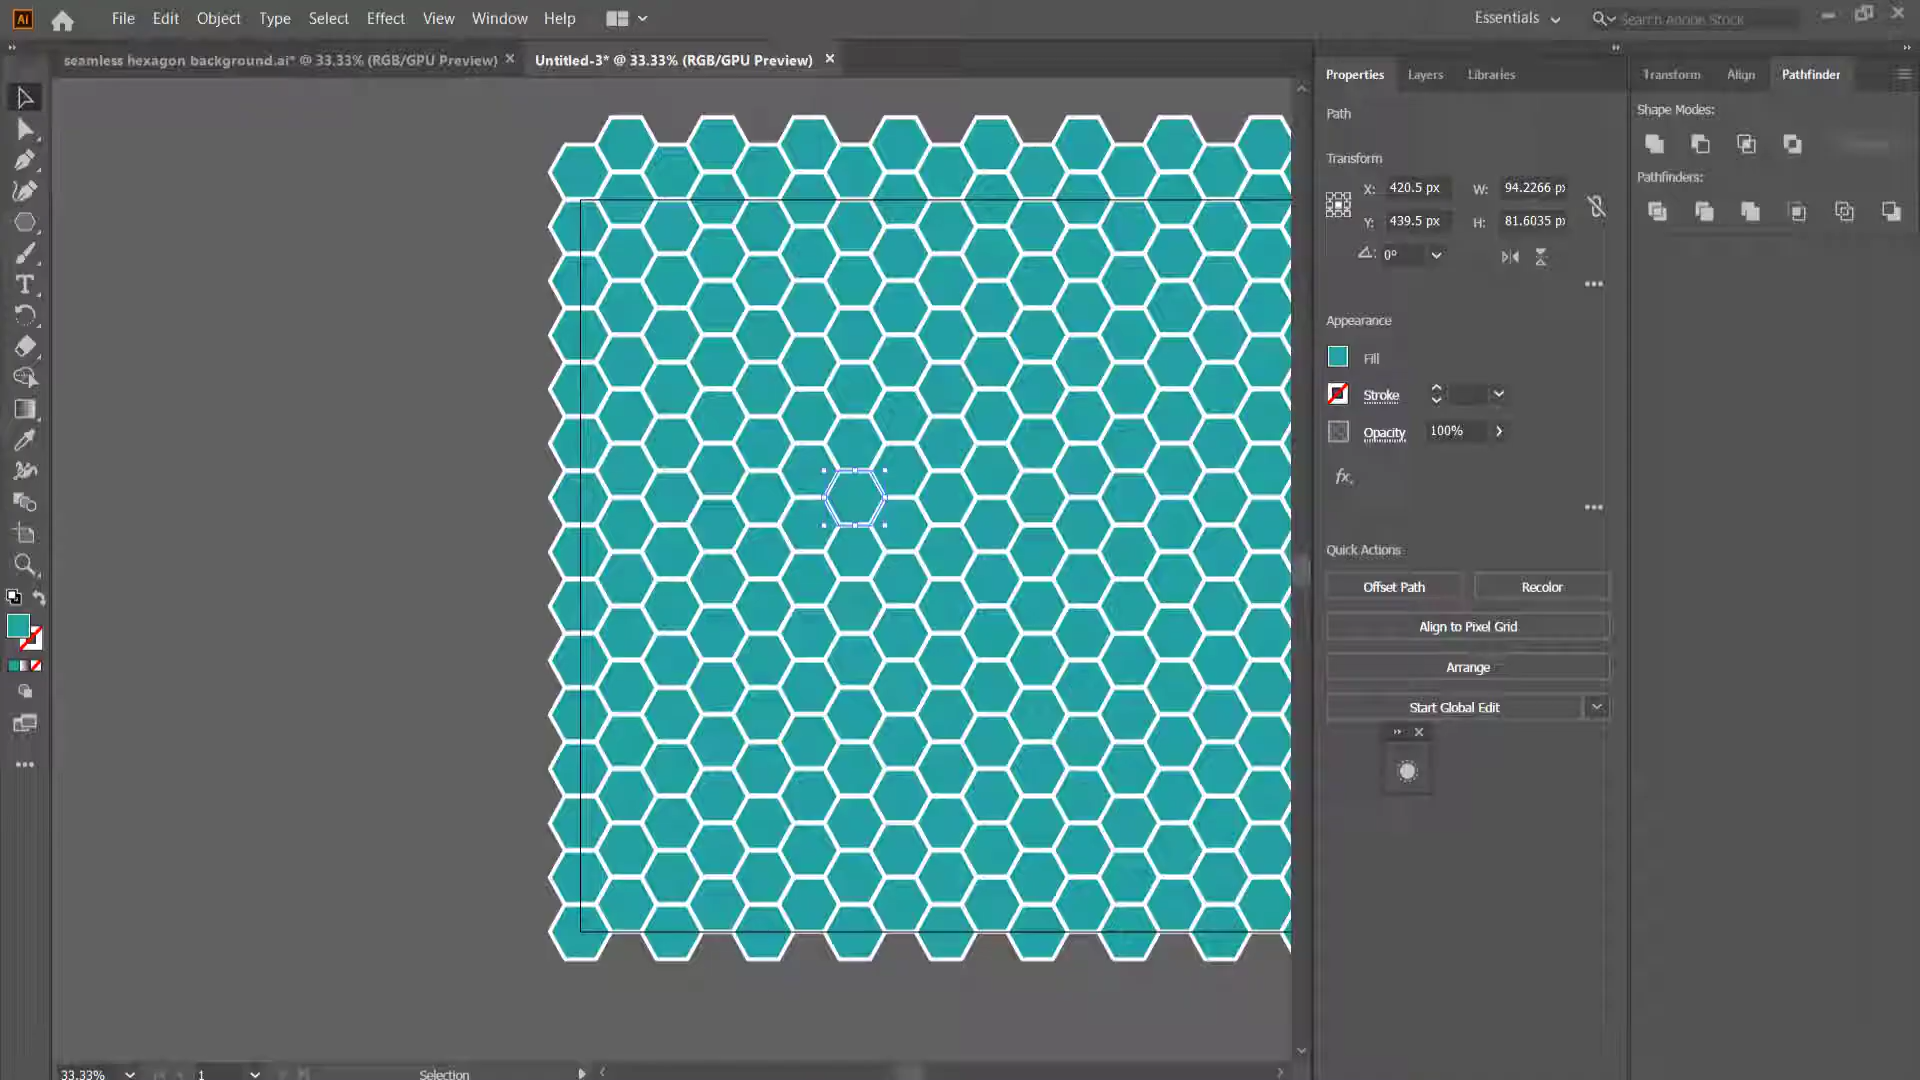 Ai File Edit Object Type Select Effect View Window Help Essentials Search Adobe Stock
seamless hexagon background.ai* @ 33.33% (RGB/GPU Preview) Untitled-3* @ 33.33% (RGB/GPU Preview)
Properties Layers Libraries Transform Align Pathfinder
Path
Shape Modes:
Transform
Pathfinders:
X: 420.5 px W: 94.2266 px
Y: 439.5 px H: 81.6035 px
0°
Appearance
Fill
Stroke
Opacity 100%
fx.
Quick Actions
Offset Path Recolor
Align to Pixel Grid
Arrange
Start Global Edit
33.33% 1 Selection